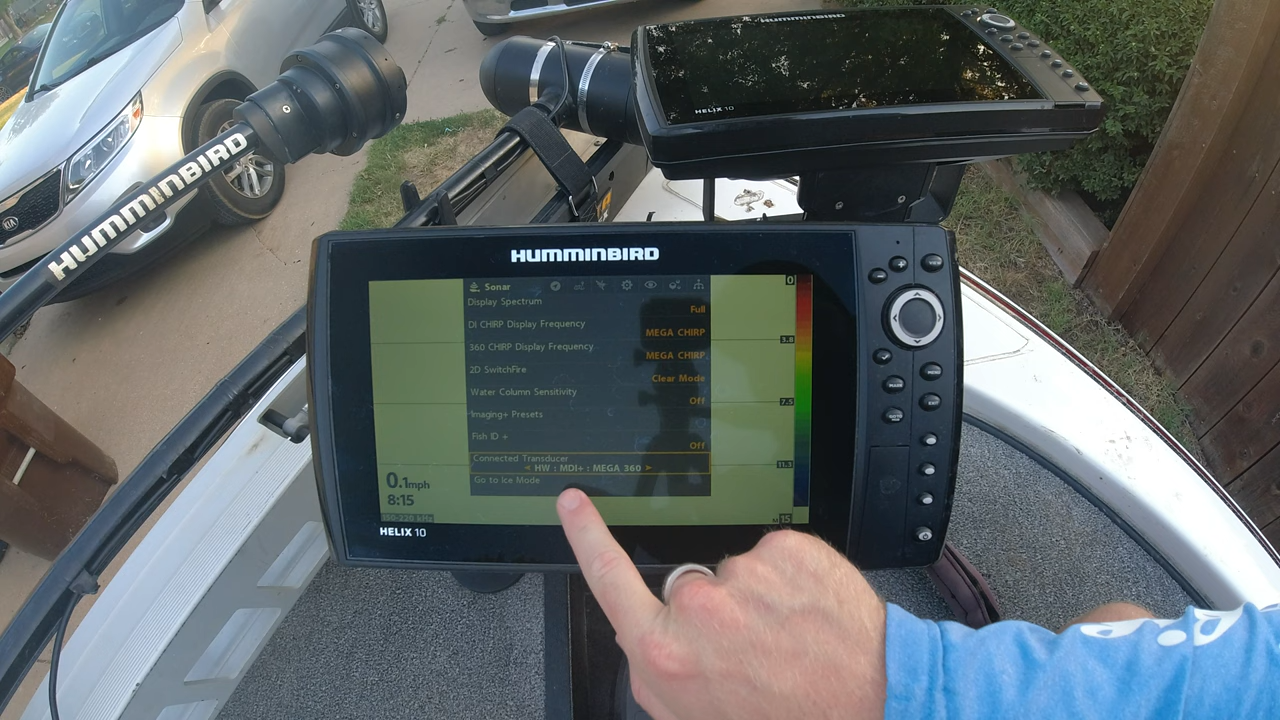 HUMMINBIRD
HELIX 10
HUMMINBIRD
KIA
HUMMINBIRD
Sonar
0
Display Spectrum
Full
DI CHIRP Display Frequency
MEGA CHIRP
3.8
360 CHIRP Display Frequency
MEGA CHIRP
2D SwitchFire
Clear Mode
Water Column Sensitivity
Off
7.5
Imaging+ Presets
Fish ID +
Off
Connected Transducer
HW : MDI+ : MEGA 360
11.3
Go to Ice Mode
0.1mph
8:15
15
HELIX 10